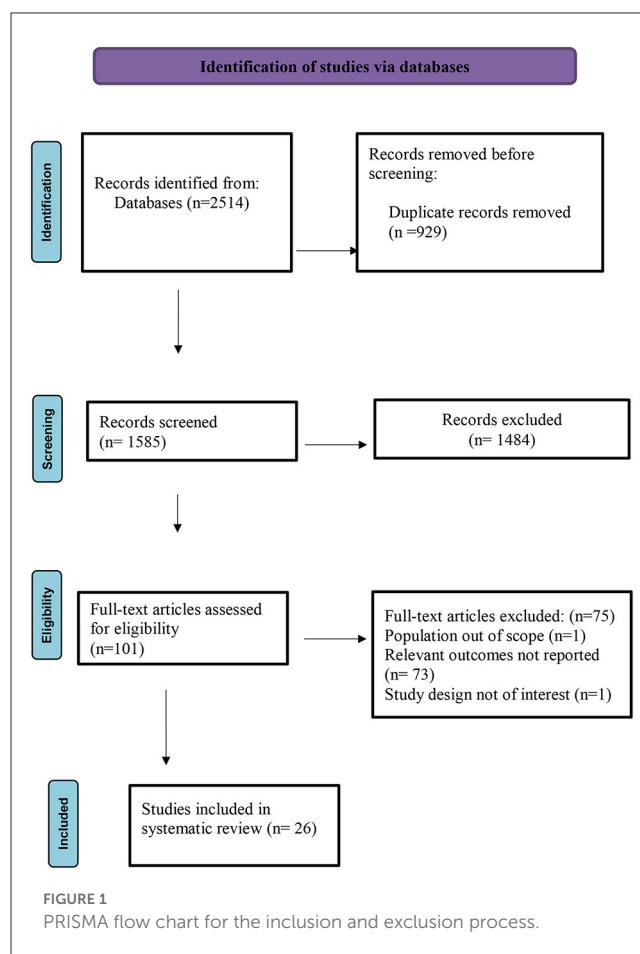 Identification of studies via databases
Identification
Records identified from:
Databases (n=2514)
Records removed before
screening:
Duplicate records removed
(n =929)
Screening
Records screened
(n= 1585)
Records excluded
(n= 1484)
Eligibility
Full-text articles assessed
for eligibility
(n=101)
Full-text articles excluded: (n=75)
Population out of scope (n=1)
Relevant outcomes not reported
(n= 73)
Study design not of interest (n=1)
Included
Studies included in
systematic review (n= 26)
FIGURE 1
PRISMA flow chart for the inclusion and exclusion process.